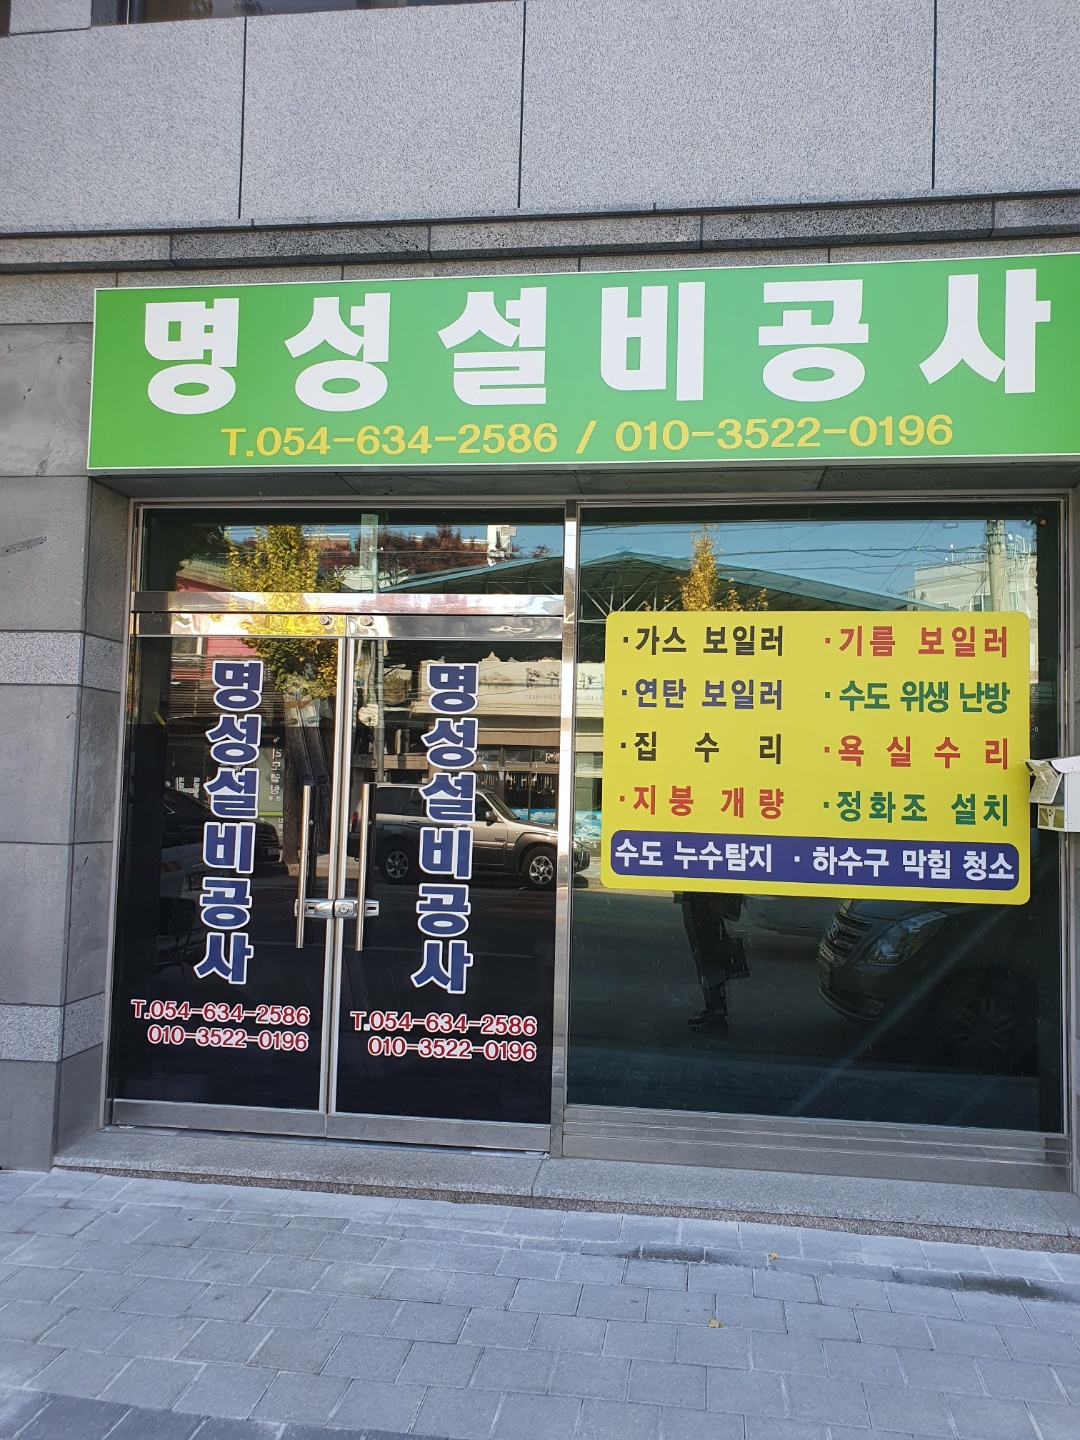 명성설비공사
T.054-634-2586 / 010-3522-0196
명성설비공사
T.054-634-2586
010-3522-0196
명성설비공사
T.054-634-2586
010-3522-0196
·가스 보일러 ·기름 보일러
·연탄 보일러 ·수도 위생 난방
·집 수 리 ·욕 실 수 리
·지 붕 개 량 ·정화조 설치
수도 누수탐지 · 하수구 막힘 청소